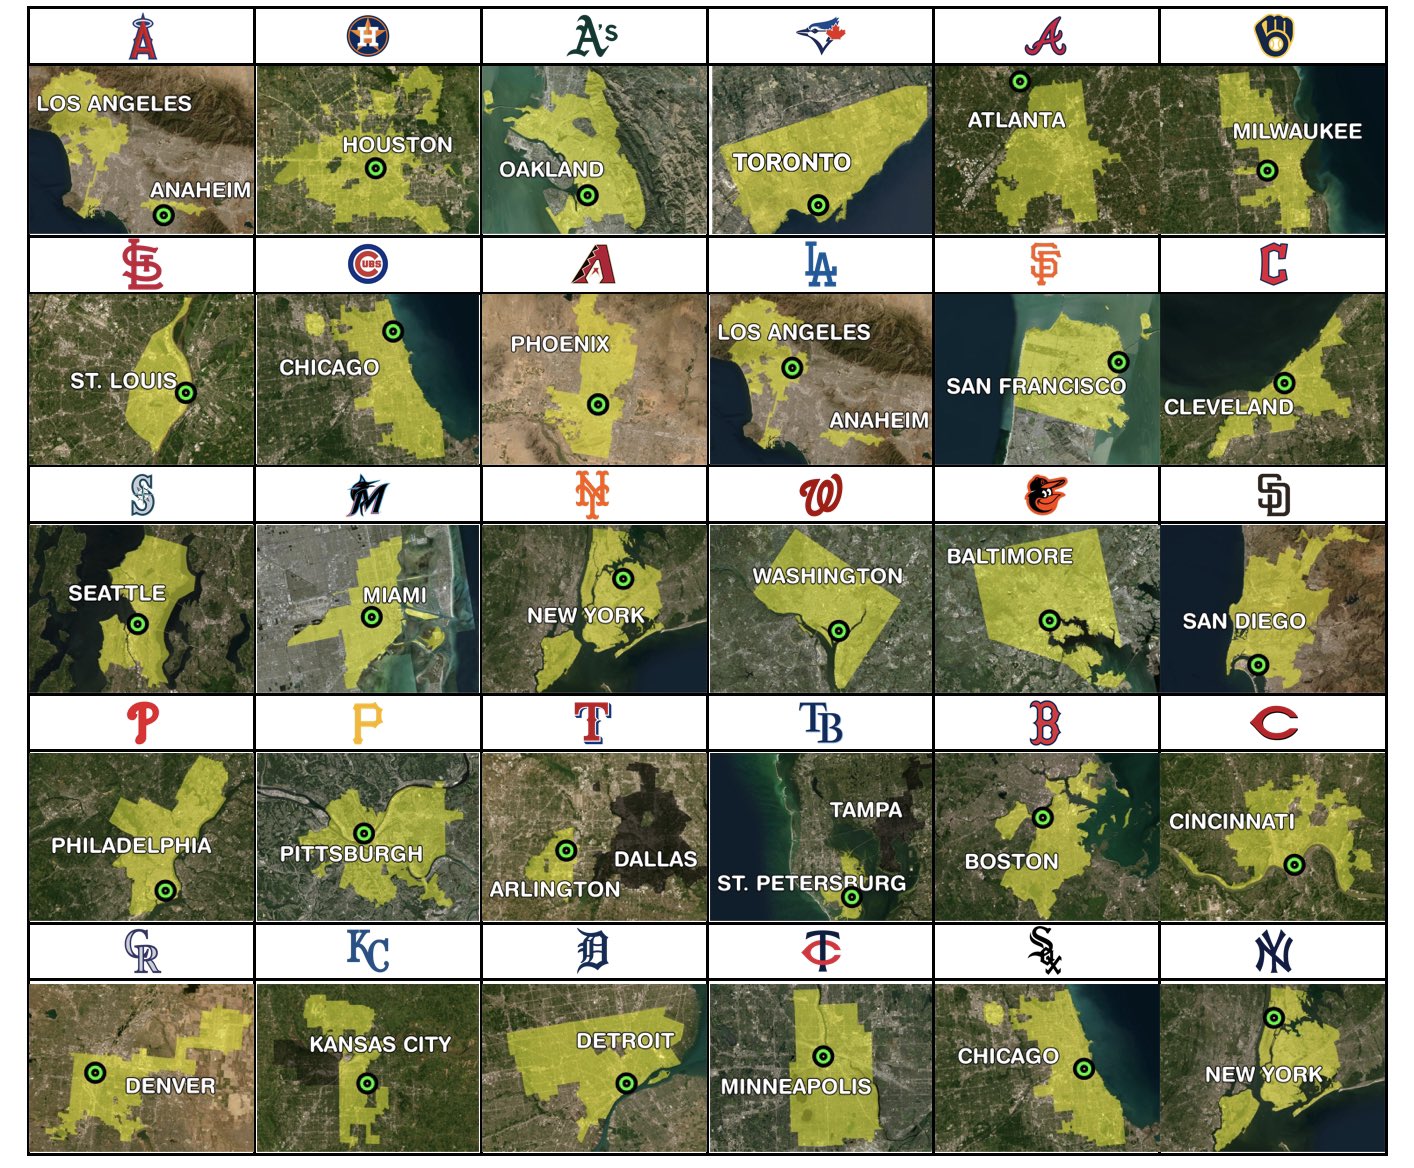 A
H
A's
A
M
LOS ANGELES
ANAHEIM
HOUSTON
OAKLAND
TORONTO
ATLANTA
MILWAUKEE
STL
CUBS
A
LA
SF
C
ST. LOUIS
CHICAGO
PHOENIX
LOS ANGELES
ANAHEIM
SAN FRANCISCO
CLEVELAND
S
M
NY
W
SD
SEATTLE
MIAMI
NEW YORK
WASHINGTON
BALTIMORE
SAN DIEGO
P
P
T
TB
B
C
PHILADELPHIA
PITTSBURGH
DALLAS
ARLINGTON
TAMPA
ST. PETERSBURG
BOSTON
CINCINNATI
CR
KC
D
TC
Sox
NY
DENVER
KANSAS CITY
DETROIT
MINNEAPOLIS
CHICAGO
NEW YORK